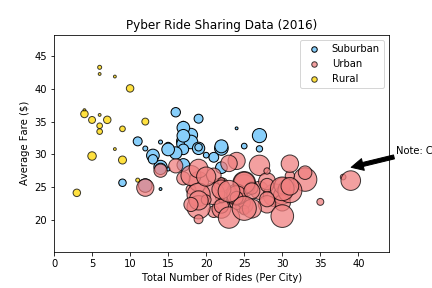 Pyber Ride Sharing Data (2016)
Suburban
Urban
Rural
Note: C
Average Fare ($)
45
40
35
30
25
20
0 5 10 15 20 25 30 35 40
Total Number of Rides (Per City)